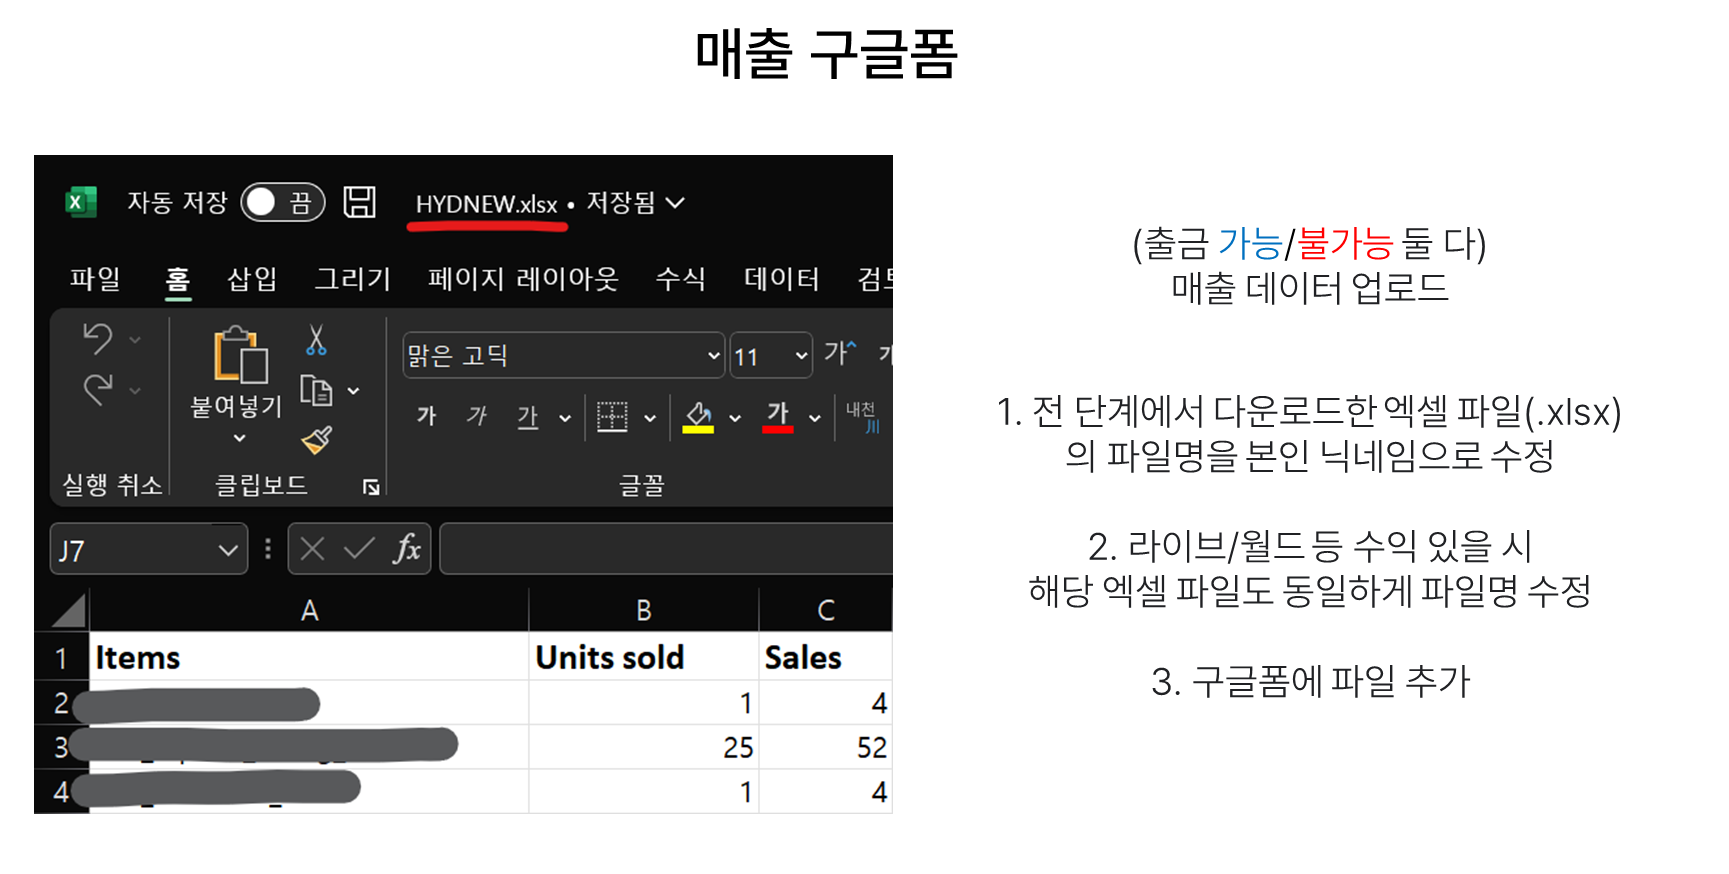 매출 구글폼
자동 저장 끔 HYDNEW.xlsx • 저장됨
파일 홈 삽입 그리기 페이지 레이아웃 수식 데이터
붙여넣기
맑은 고딕 11 가
가 가 가 가 내천
실행 취소 클립보드 글꼴
J7 fx
A B C
1 Items Units sold Sales
2 1 4
3 25 52
4 1 4
(출금 가능/불가능 둘 다)
매출 데이터 업로드
1. 전 단계에서 다운로드한 엑셀 파일(.xlsx)
의 파일명을 본인 닉네임으로 수정
2. 라이브/월드 등 수익 있을 시
해당 엑셀 파일도 동일하게 파일명 수정
3. 구글폼에 파일 추가